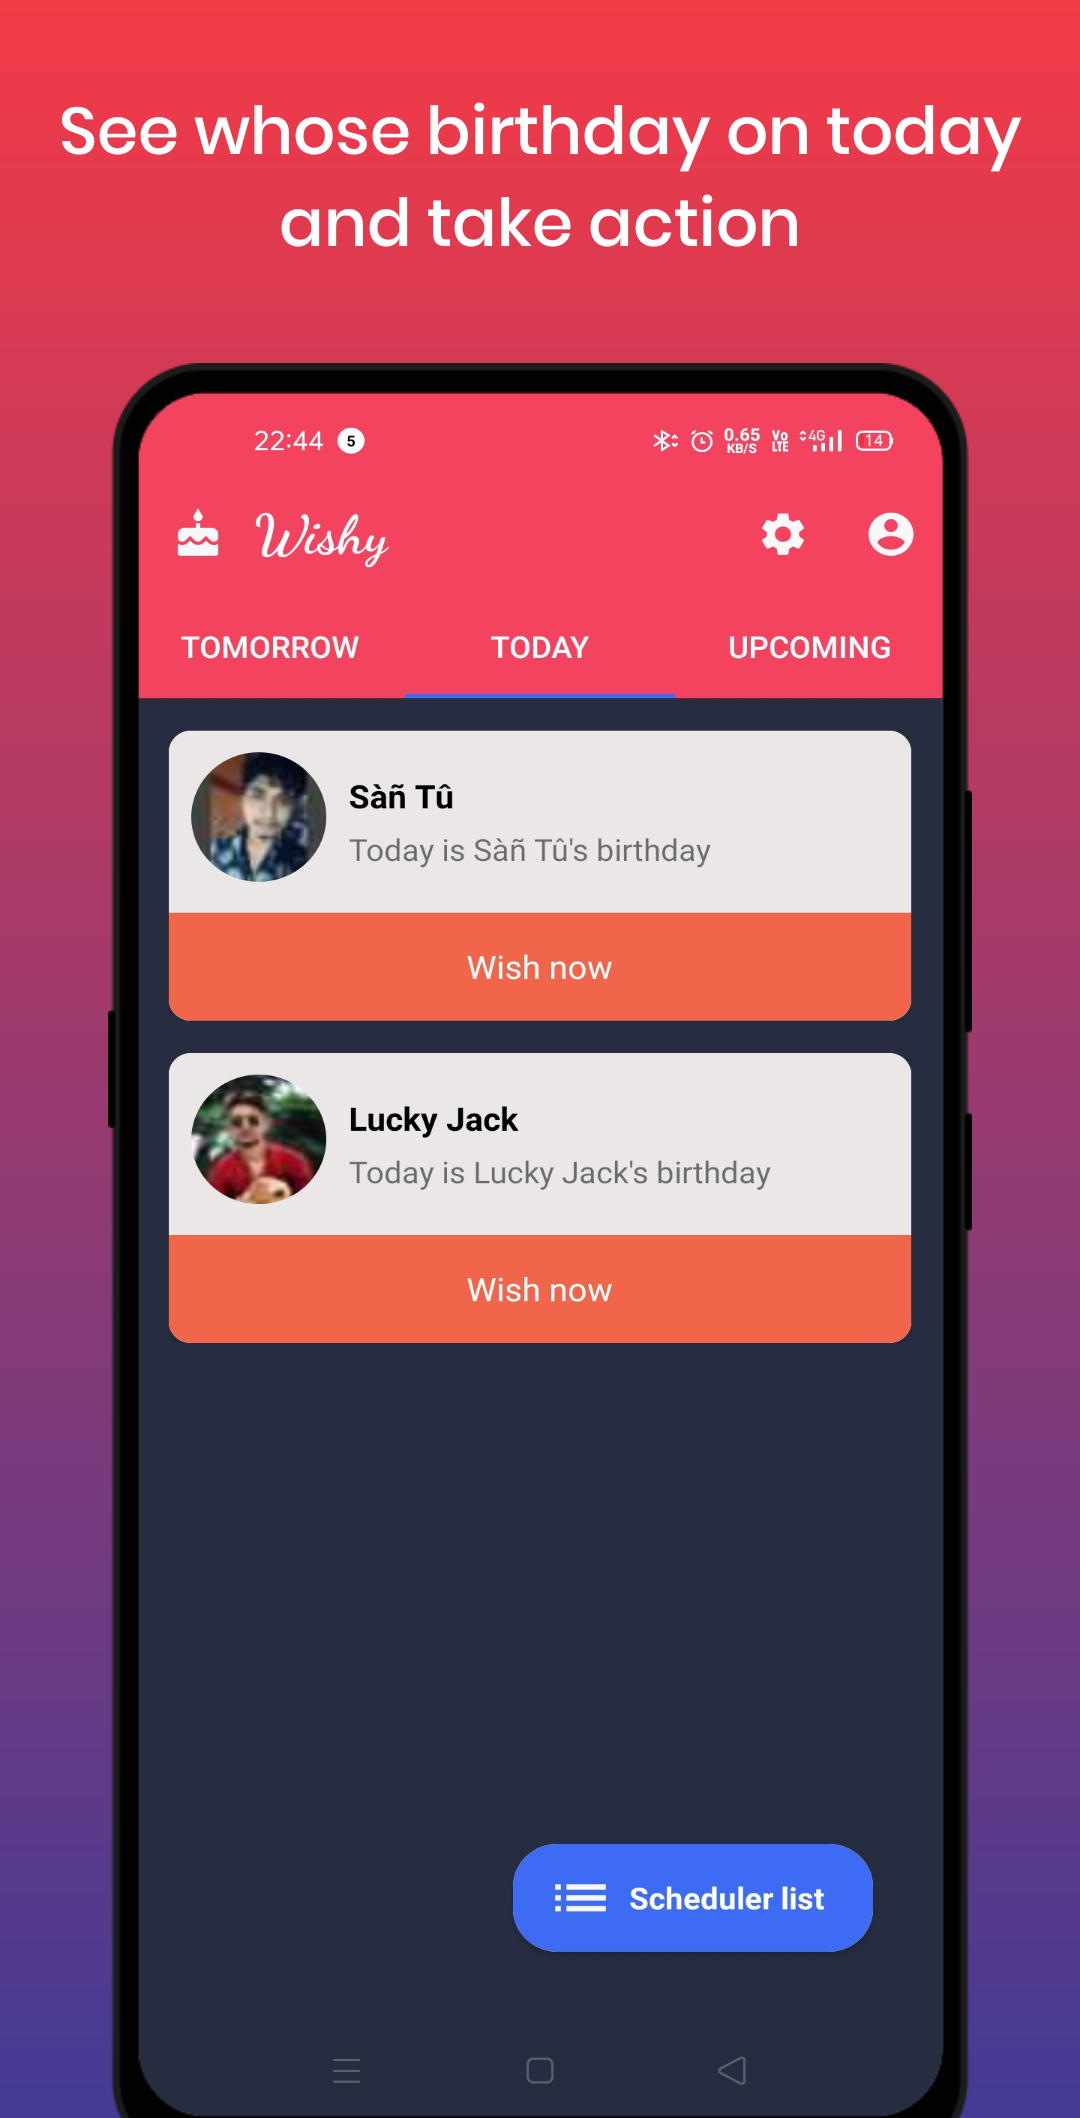 See whose birthday on today
and take action
22:44 5 0.65 KB/S Vo LTE 4G 14
Wishy
TOMORROW TODAY UPCOMING
Sàñ Tû
Today is Sàñ Tû's birthday
Wish now
Lucky Jack
Today is Lucky Jack's birthday
Wish now
Scheduler list